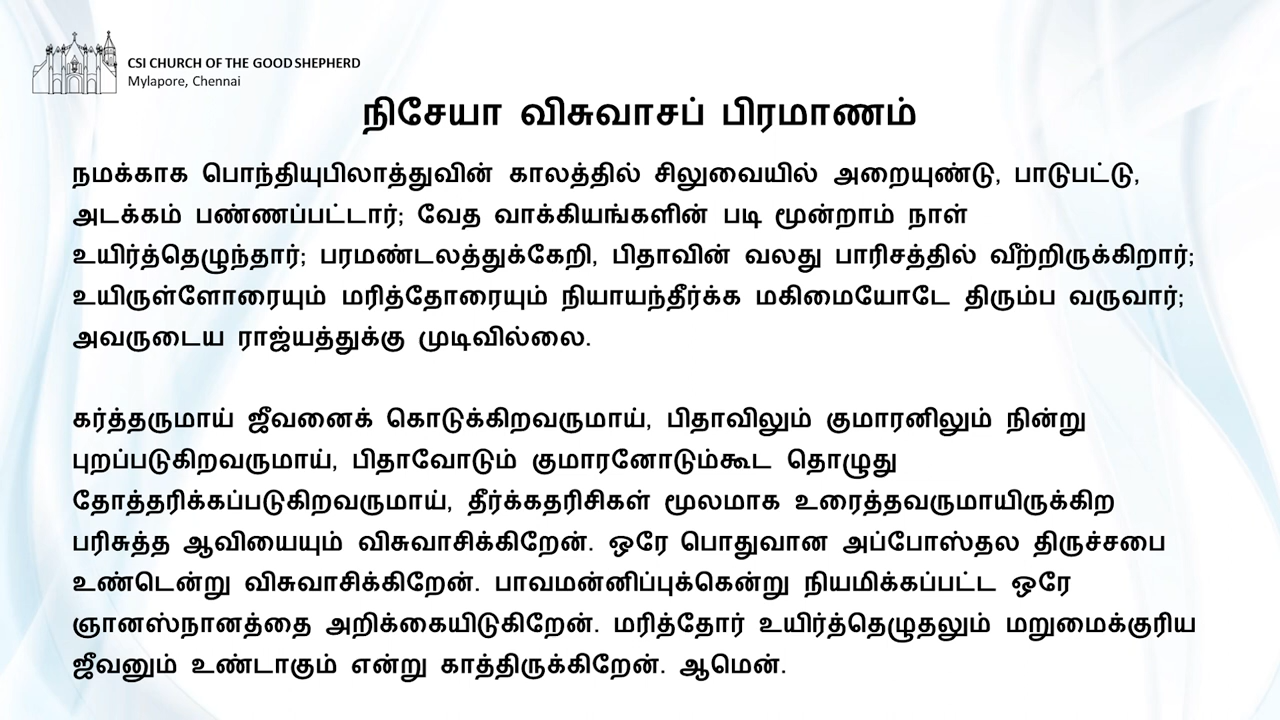 CSI CHURCH OF THE GOOD SHEPHERD
Mylapore, Chennai
நிசேயா விசுவாசப் பிரமாணம்
நமக்காக பொந்தியுபிலாத்துவின் காலத்தில் சிலுவையில் அறையுண்டு, பாடுபட்டு,
அடக்கம் பண்ணப்பட்டார்; வேத வாக்கியங்களின் படி மூன்றாம் நாள்
உயிர்த்தெழுந்தார்; பரமண்டலத்துக்கேறி, பிதாவின் வலது பாரிசத்தில் வீற்றிருக்கிறார்;
உயிருள்ளோரையும் மரித்தோரையும் நியாயந்தீர்க்க மகிமையோடே திரும்ப வருவார்;
அவருடைய ராஜ்யத்துக்கு முடிவில்லை.
கர்த்தருமாய் ஜீவனைக் கொடுக்கிறவருமாய், பிதாவிலும் குமாரனிலும் நின்று
புறப்படுகிறவருமாய், பிதாவோடும் குமாரனோடும்கூட தொழுது
தோத்தரிக்கப்படுகிறவருமாய், தீர்க்கதரிசிகள் மூலமாக உரைத்தவருமாயிருக்கிற
பரிசுத்த ஆவியையும் விசுவாசிக்கிறேன். ஒரே பொதுவான அப்போஸ்தல திருச்சபை
உண்டென்று விசுவாசிக்கிறேன். பாவமன்னிப்புக்கென்று நியமிக்கப்பட்ட ஒரே
ஞானஸ்நானத்தை அறிக்கையிடுகிறேன். மரித்தோர் உயிர்த்தெழுதலும் மறுமைக்குரிய
ஜீவனும் உண்டாகும் என்று காத்திருக்கிறேன். ஆமென்.